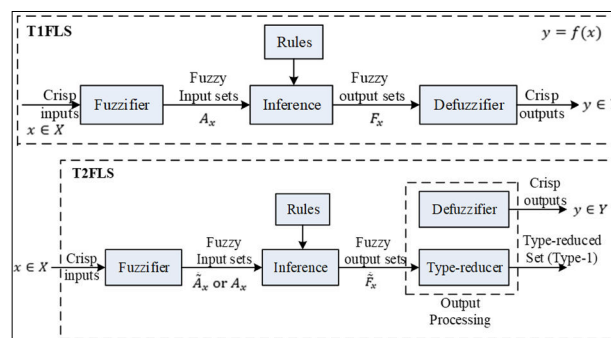 T1FLS
Rules
y = f(x)
Crisp
inputs
x ∈ X
Fuzzifier
Fuzzy
Input sets
A_x
Inference
Fuzzy
output sets
F_x
Defuzzifier
Crisp
outputs
y ∈ Y
T2FLS
Rules
Defuzzifier
Crisp
outputs
y ∈ Y
x ∈ X
Crisp
inputs
Fuzzifier
Fuzzy
Input sets
Ã_x or A_x
Inference
Fuzzy
output sets
F̃_x
Type-reducer
Type-reduced
Set (Type-1)
Output
Processing